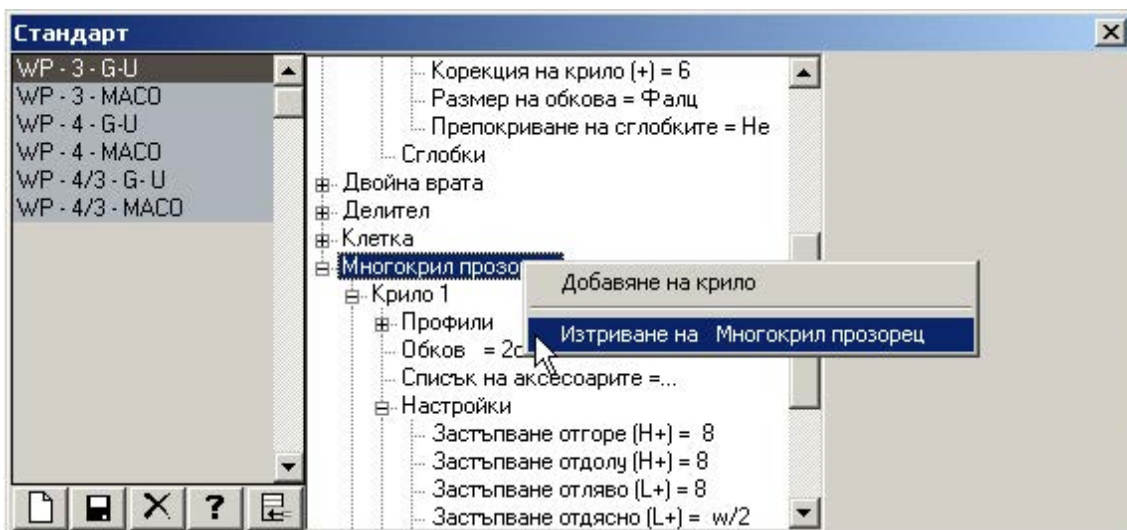 Стандарт
WP - 3 - G-U
WP - 3 - MACO
WP - 4 - G-U
WP - 4 - MACO
WP - 4/3 - G- U
WP - 4/3 - MACO
?
Корекция на крило (+) = 6
Размер на обкова = Фалц
Препокриване на сглобките = Не
Сглобки
Двойна врата
Делител
Клетка
Многокрил прозо
Добавяне на крило
Изтриване на Многокрил прозорец
Крило 1
Профили
Обков = 2
Списък на аксесоарите =...
Настройки
Застъпване отгоре (H+) = 8
Застъпване отдолу (H+) = 8
Застъпване отляво (L+) = 8
Застъпване отдясно (L+) = w/2